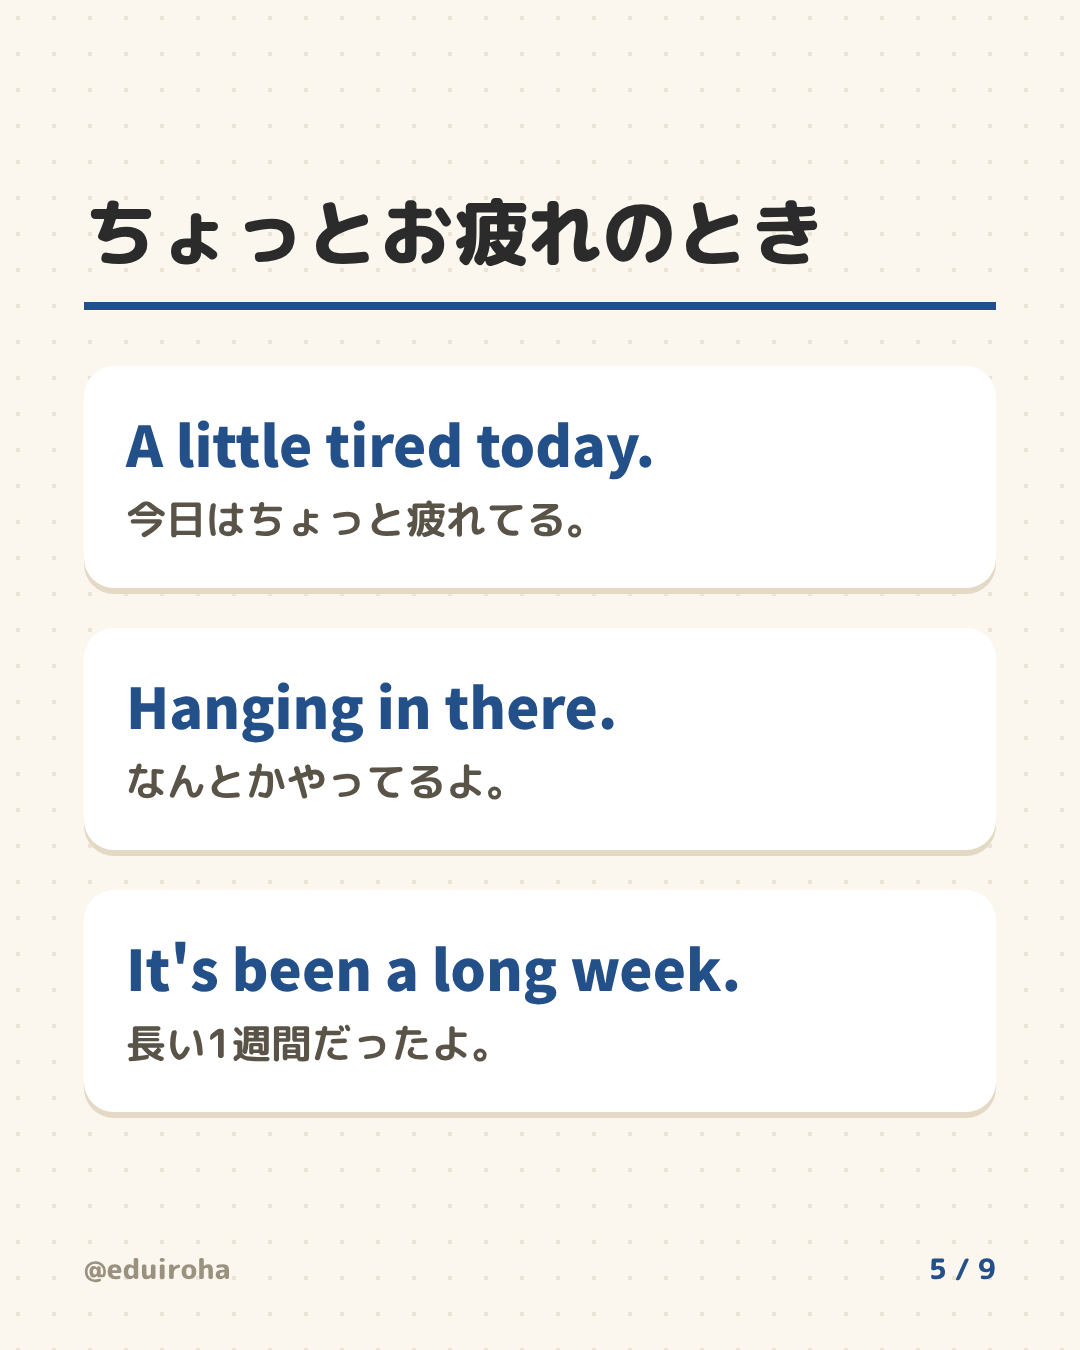 ちょっとお疲れのとき
A little tired today.
今日はちょっと疲れてる。
Hanging in there.
なんとかやってるよ。
It's been a long week.
長い1週間だったよ。
@eduiroha
5 / 9